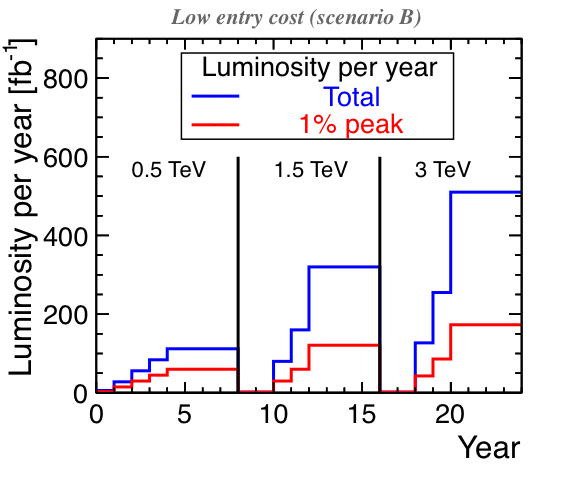 Low entry cost (scenario B)
Luminosity per year [fb⁻¹]
Luminosity per year
Total
1% peak
0.5 TeV 1.5 TeV 3 TeV
800
600
400
200
0
0 5 10 15 20
Year